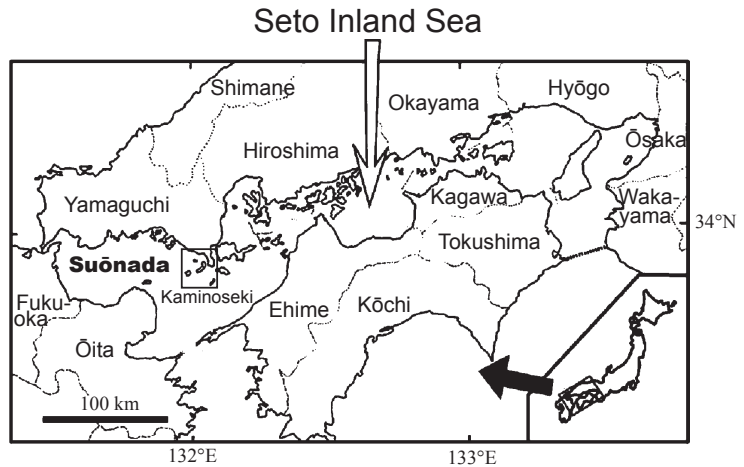 Seto Inland Sea
Shimane
Hyōgo
Okayama
Hiroshima
Ōsaka
Yamaguchi
Kagawa
Waka-
yama
34°N
Tokushima
Suōnada
Kaminoseki
Fuku-
oka
Ehime
Kōchi
Ōita
100 km
132°E
133°E